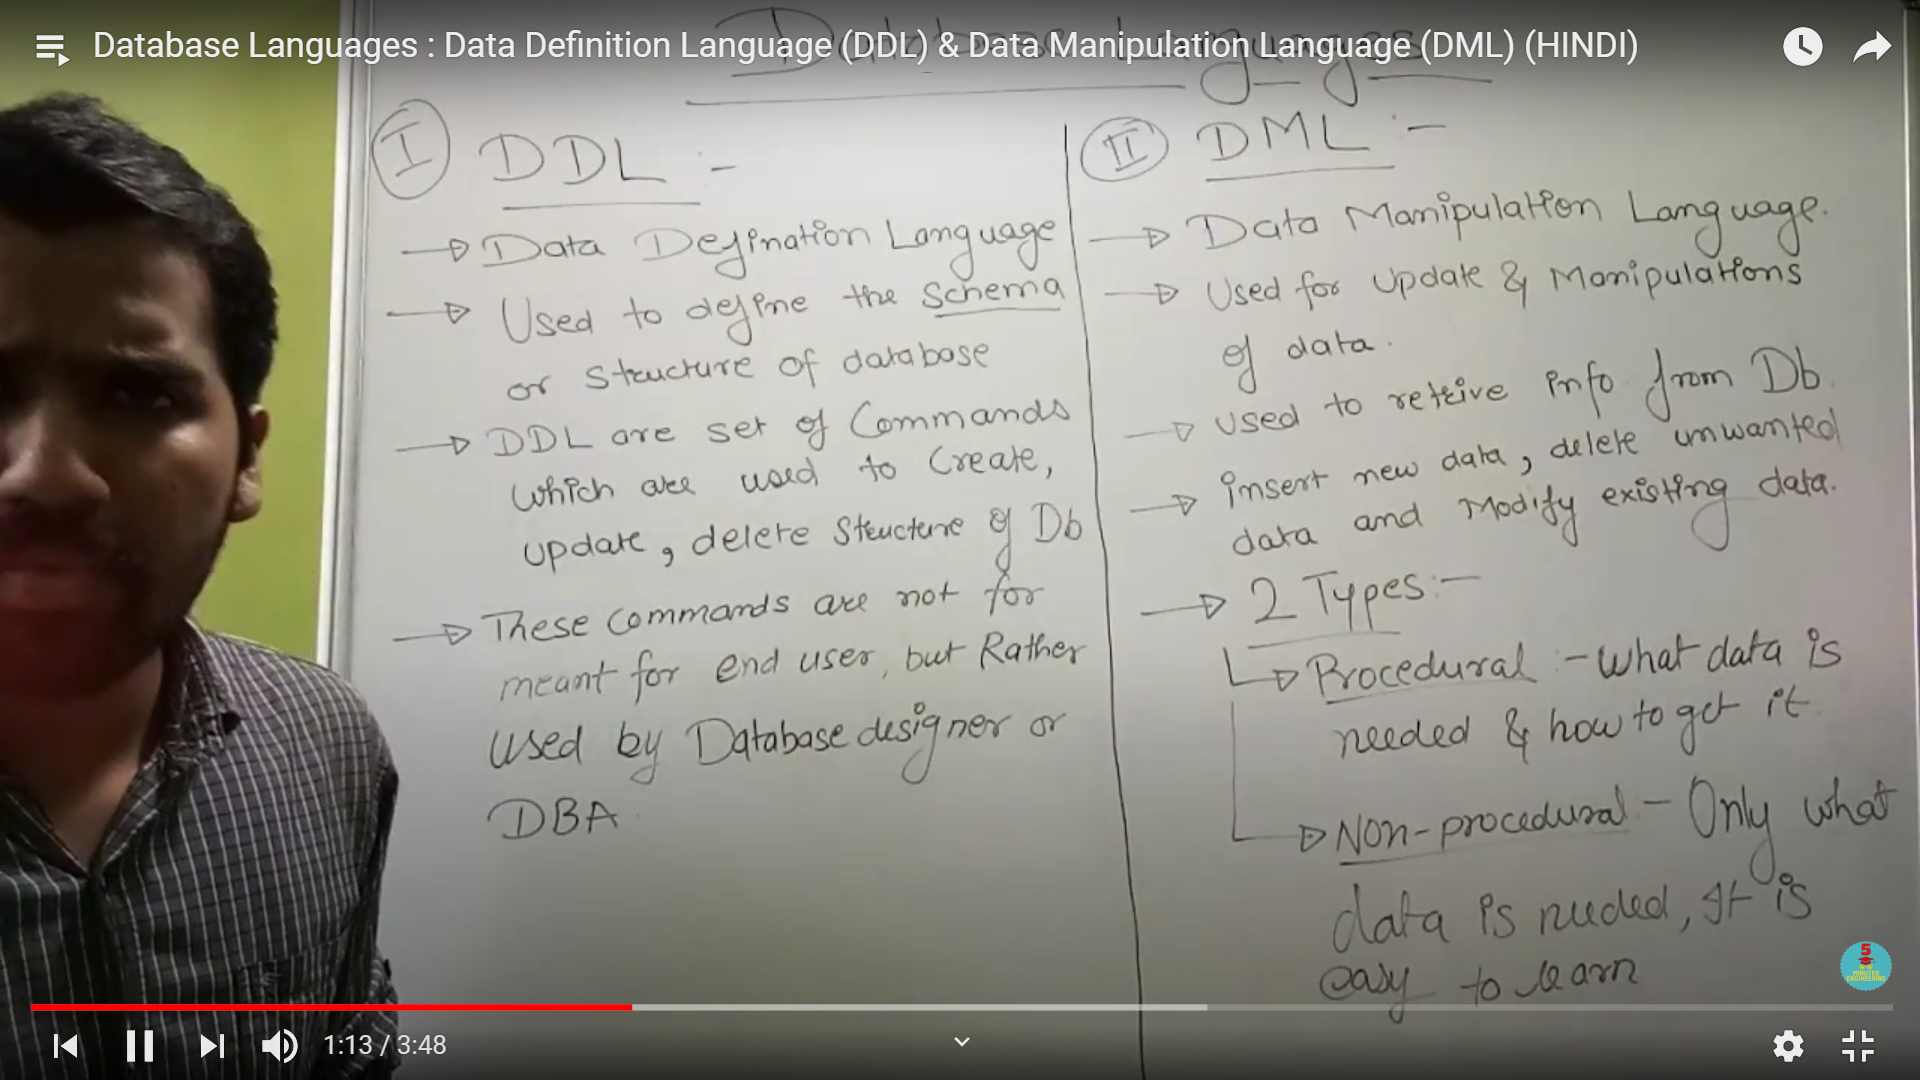 Database Languages : Data Definition Language (DDL) & Data Manipulation Language (DML) (HINDI)
Database Languages
I DDL :-
Data Defination Language
Used to define the schema
or structure of database
DDL are set of Commands
which are used to Create,
update, delete structure of Db
These commands are not for
meant for end user, but Rather
used by Database designer or
DBA
II DML :-
Data Manipulation Language.
Used for update & Manipulations
of data.
used to retrive info from Db.
insert new data, delete unwanted
data and Modify existing data.
2 Types:-
Procedural :- what data is
needed & how to get it.
Non-procedural - Only what
data is needed, It is
easy to learn
5
MINUTES
ENGINEERING
1:13 / 3:48